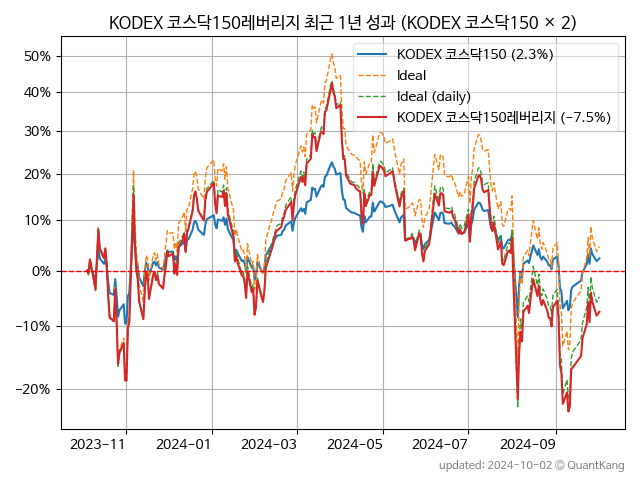 KODEX 코스닥150레버리지 최근 1년 성과 (KODEX 코스닥150 × 2)
KODEX 코스닥150 (2.3%)
Ideal
Ideal (daily)
KODEX 코스닥150레버리지 (−7.5%)
50%
40%
30%
20%
10%
0%
−10%
−20%
2023-11
2024-01
2024-03
2024-05
2024-07
2024-09
updated: 2024-10-02 © QuantKang